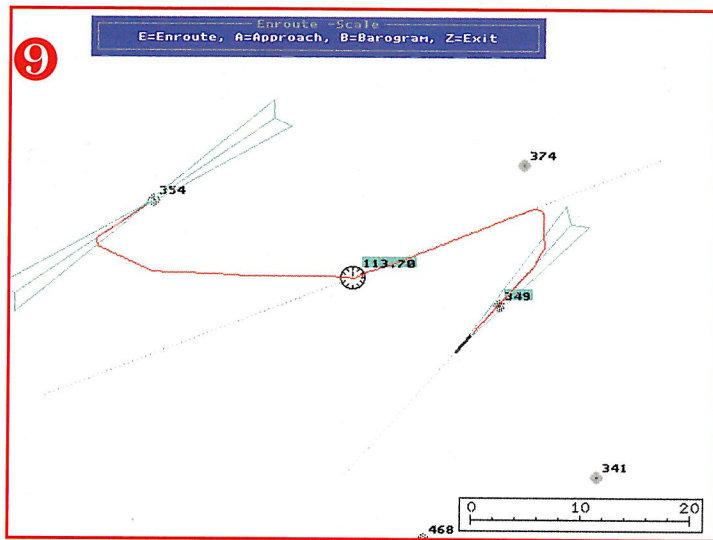 Enroute -Scale
E=Enroute, A=Approach, B=Barogram, Z=Exit
9
374
354
113.70
349
341
0 10 20
468